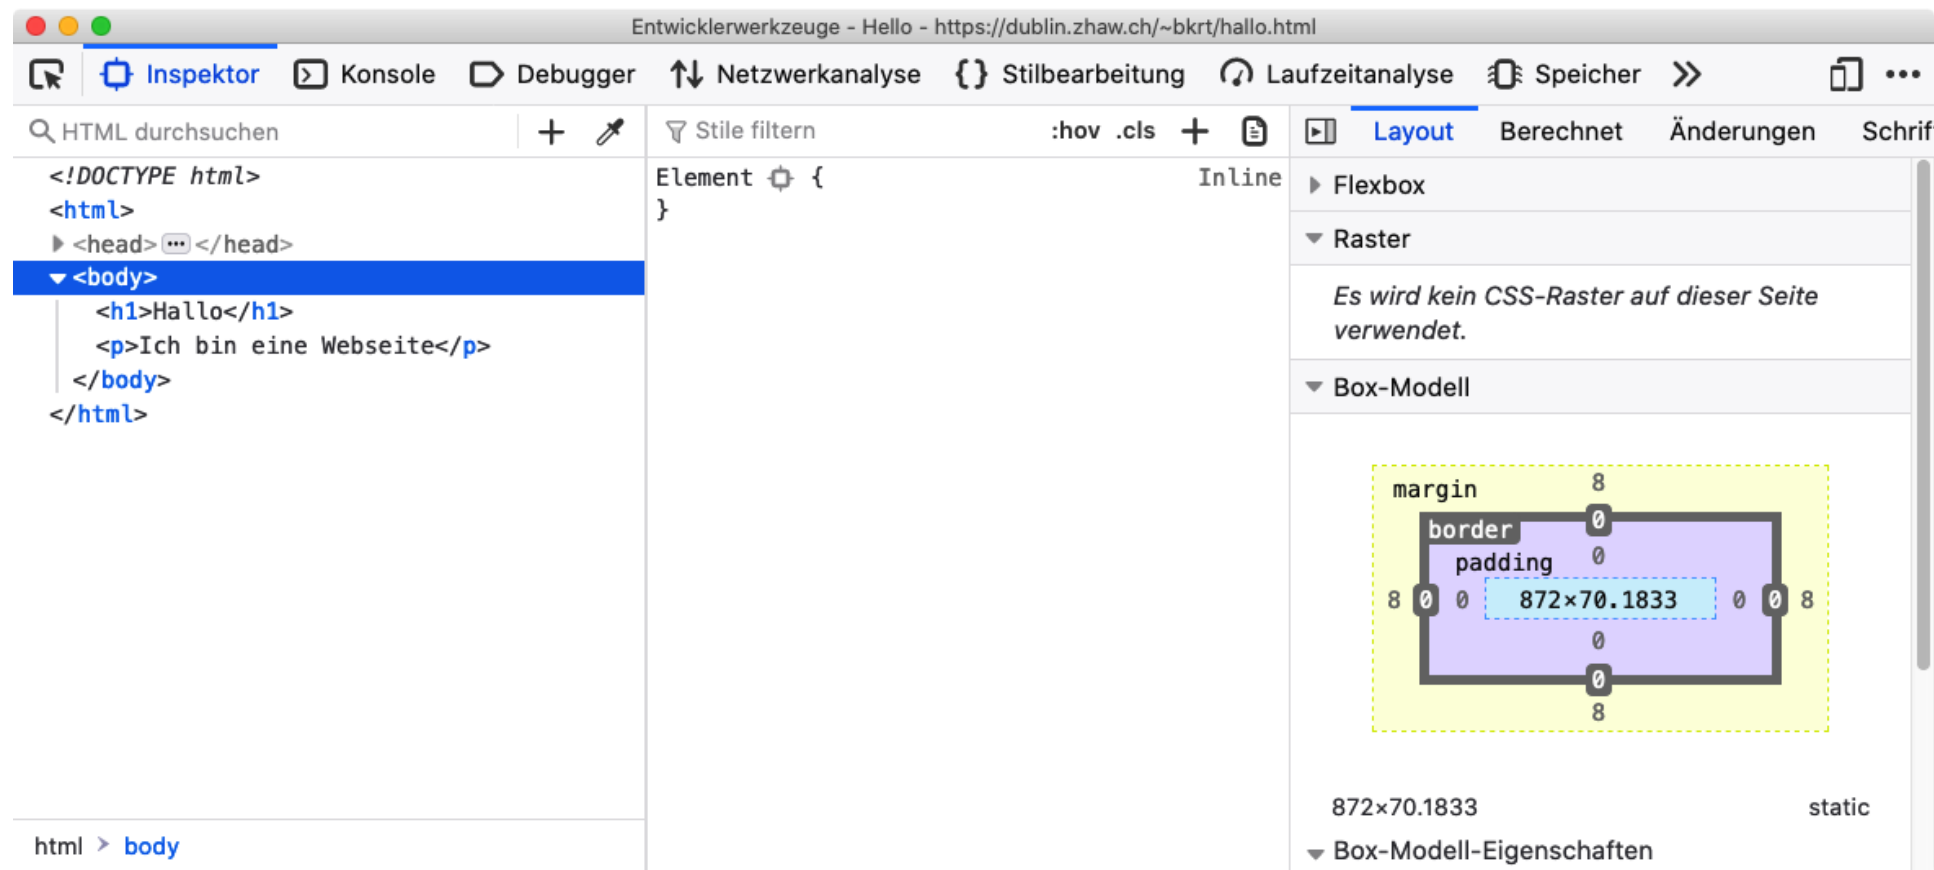 Entwicklerwerkzeuge - Hello - https://dublin.zhaw.ch/~bkrt/hallo.html
Inspektor Konsole Debugger Netzwerkanalyse {} Stilbearbeitung Laufzeitanalyse Speicher
HTML durchsuchen
Stile filtern :hov .cls
Layout Berechnet Änderungen Schrif
<!DOCTYPE html>
<html>
<head> ... </head>
<body>
<h1>Hallo</h1>
<p>Ich bin eine Webseite</p>
</body>
</html>
html > body
Element { Inline
}
Flexbox
Raster
Es wird kein CSS-Raster auf dieser Seite
verwendet.
Box-Modell
margin 8
border 0
padding 0
8 0 0 872×70.1833 0 0 8
0
0
8
872×70.1833 static
Box-Modell-Eigenschaften